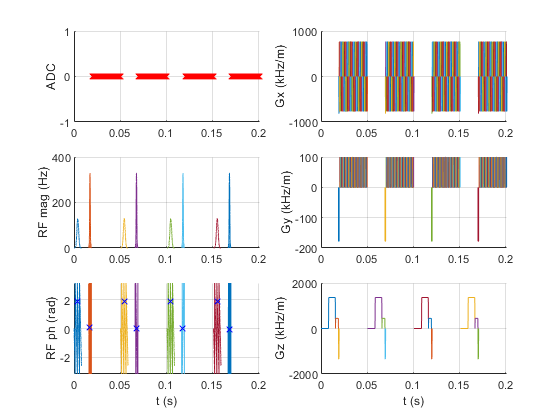 1
0
-1
ADC
0 0.05 0.1 0.15 0.2
1000
0
-1000
Gx (kHz/m)
0 0.05 0.1 0.15 0.2
400
200
0
RF mag (Hz)
0 0.05 0.1 0.15 0.2
100
0
-100
-200
Gy (kHz/m)
0 0.05 0.1 0.15 0.2
2
0
-2
RF ph (rad)
0 0.05 0.1 0.15 0.2
t (s)
2000
0
-2000
Gz (kHz/m)
0 0.05 0.1 0.15 0.2
t (s)